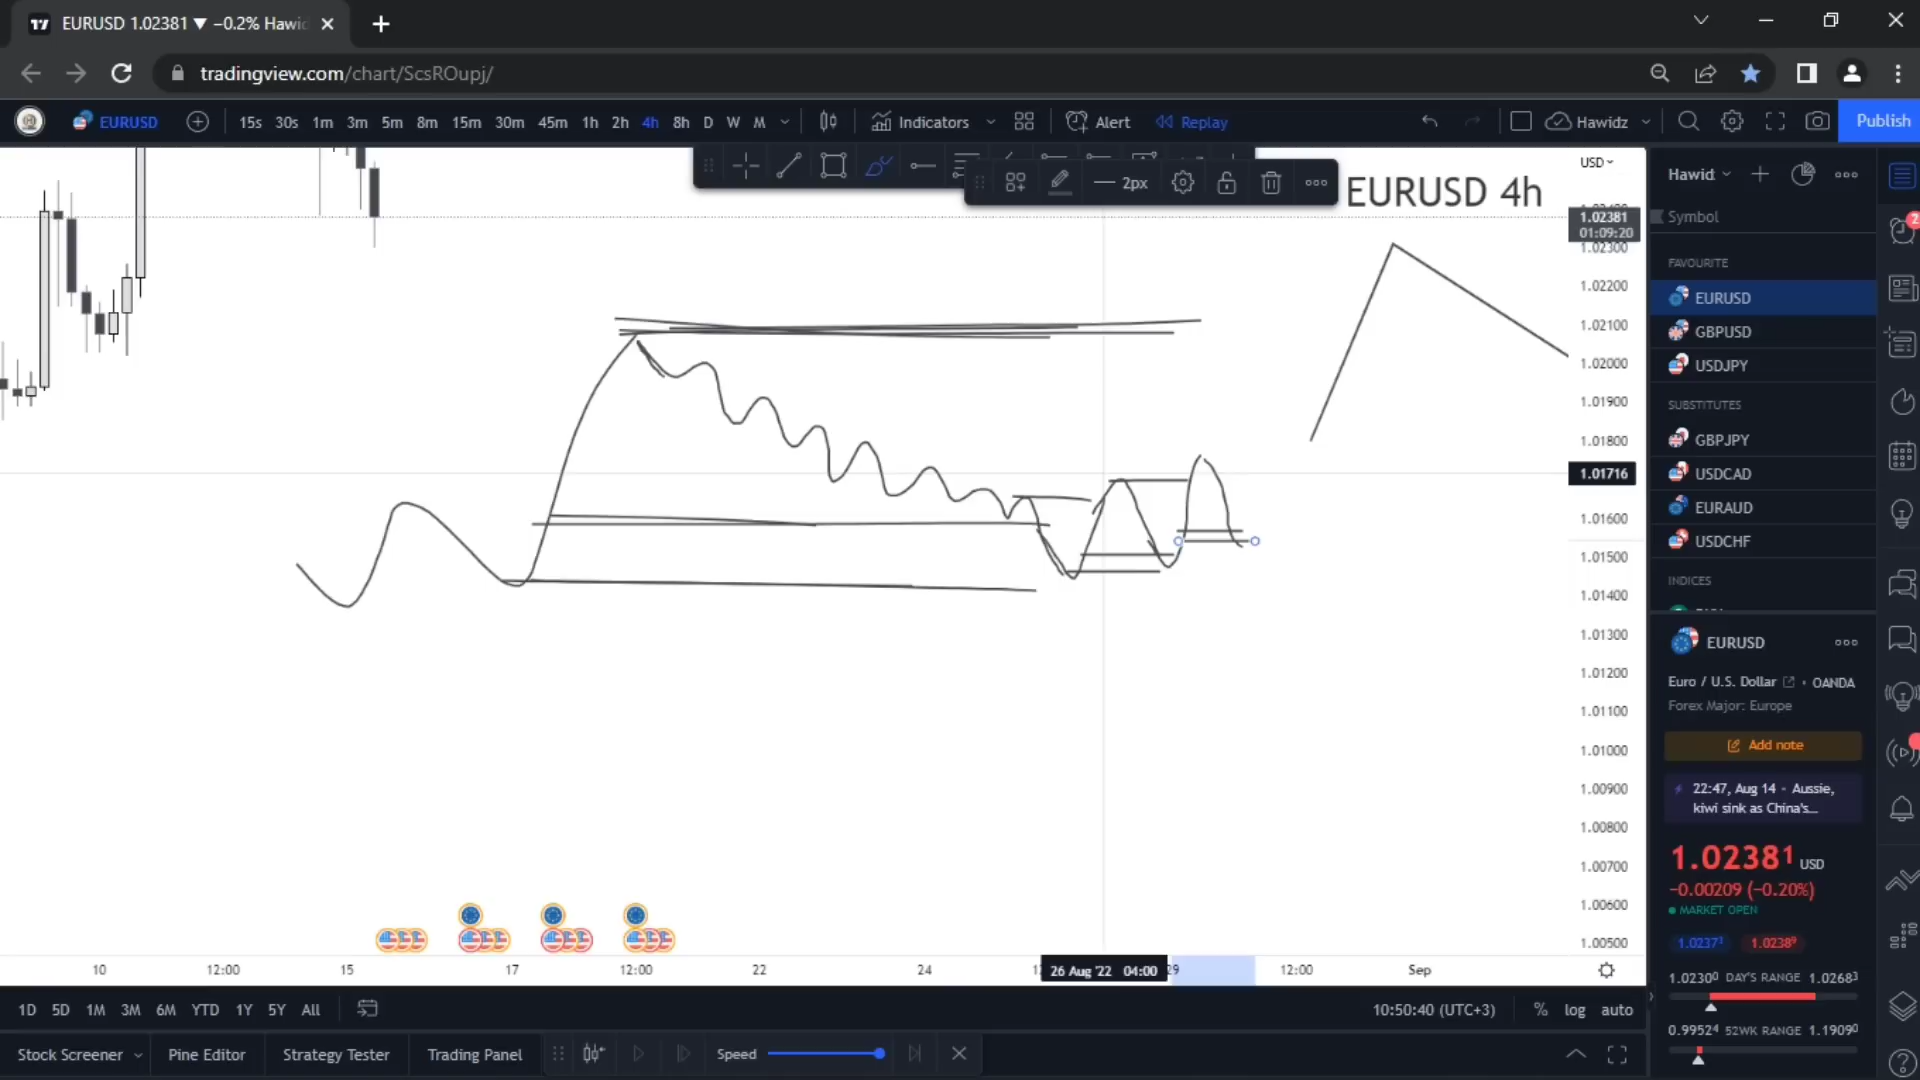 EURUSD 1.02381 ▼ −0.2% Hawid
tradingview.com/chart/ScsROupj/
EURUSD 15s 30s 1m 3m 5m 8m 15m 30m 45m 1h 2h 4h 8h D W M Indicators Alert Replay Hawidz Publish
2px
EURUSD 4h
USD
1.02381
01:09:20
1.02300
1.02200
1.02100
1.02000
1.01900
1.01800
1.01716
1.01600
1.01500
1.01400
1.01300
1.01200
1.01100
1.01000
1.00900
1.00800
1.00700
1.00600
1.00500
10 12:00 15 17 12:00 22 24 26 Aug '22 04:00 29 12:00 Sep
1D 5D 1M 3M 6M YTD 1Y 5Y All 10:50:40 (UTC+3) % log auto
Stock Screener Pine Editor Strategy Tester Trading Panel Speed
Hawid
Symbol
FAVOURITE
EURUSD
GBPUSD
USDJPY
SUBSTITUTES
GBPJPY
USDCAD
EURAUD
USDCHF
INDICES
EURUSD
Euro / U.S. Dollar • OANDA
Forex Major: Europe
Add note
22:47, Aug 14 - Aussie,
kiwi sink as China's...
1.02381 USD
−0.00209 (−0.20%)
MARKET OPEN
1.02371 1.02389
1.02300 DAY'S RANGE 1.02683
0.99524 52WK RANGE 1.19090
2